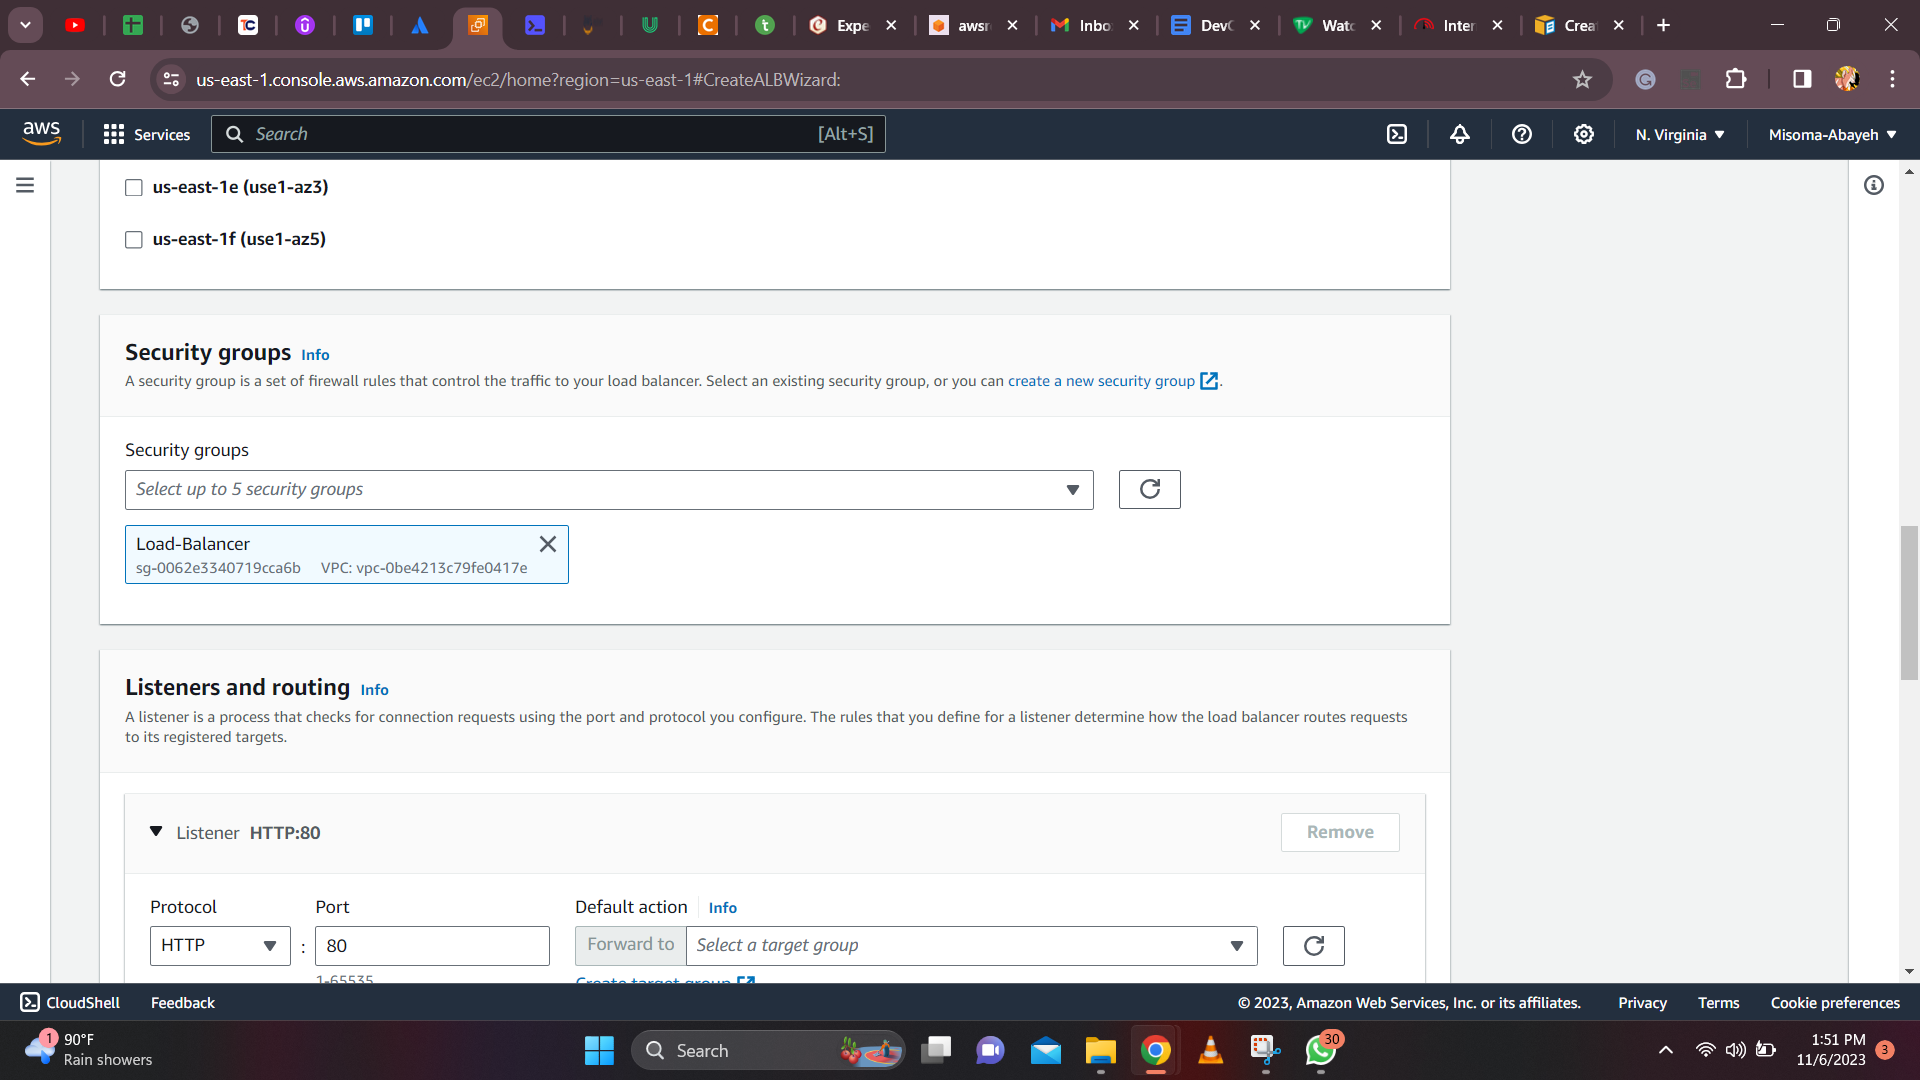 Expe
awsr
Inbo
DevC
Watc
Inter
Crea
us-east-1.console.aws.amazon.com/ec2/home?region=us-east-1#CreateALBWizard:
aws
Services
Search
[Alt+S]
N. Virginia
Misoma-Abayeh
us-east-1e (use1-az3)
us-east-1f (use1-az5)
Security groups Info
A security group is a set of firewall rules that control the traffic to your load balancer. Select an existing security group, or you can create a new security group.
Security groups
Select up to 5 security groups
Load-Balancer
sg-0062e3340719cca6b VPC: vpc-0be4213c79fe0417e
Listeners and routing Info
A listener is a process that checks for connection requests using the port and protocol you configure. The rules that you define for a listener determine how the load balancer routes requests
to its registered targets.
Listener HTTP:80
Remove
Protocol
Port
Default action Info
HTTP
:
80
Forward to
Select a target group
1-65535
Create target group
CloudShell
Feedback
© 2023, Amazon Web Services, Inc. or its affiliates.
Privacy
Terms
Cookie preferences
1
90°F
Rain showers
Search
30
1:51 PM
11/6/2023
3